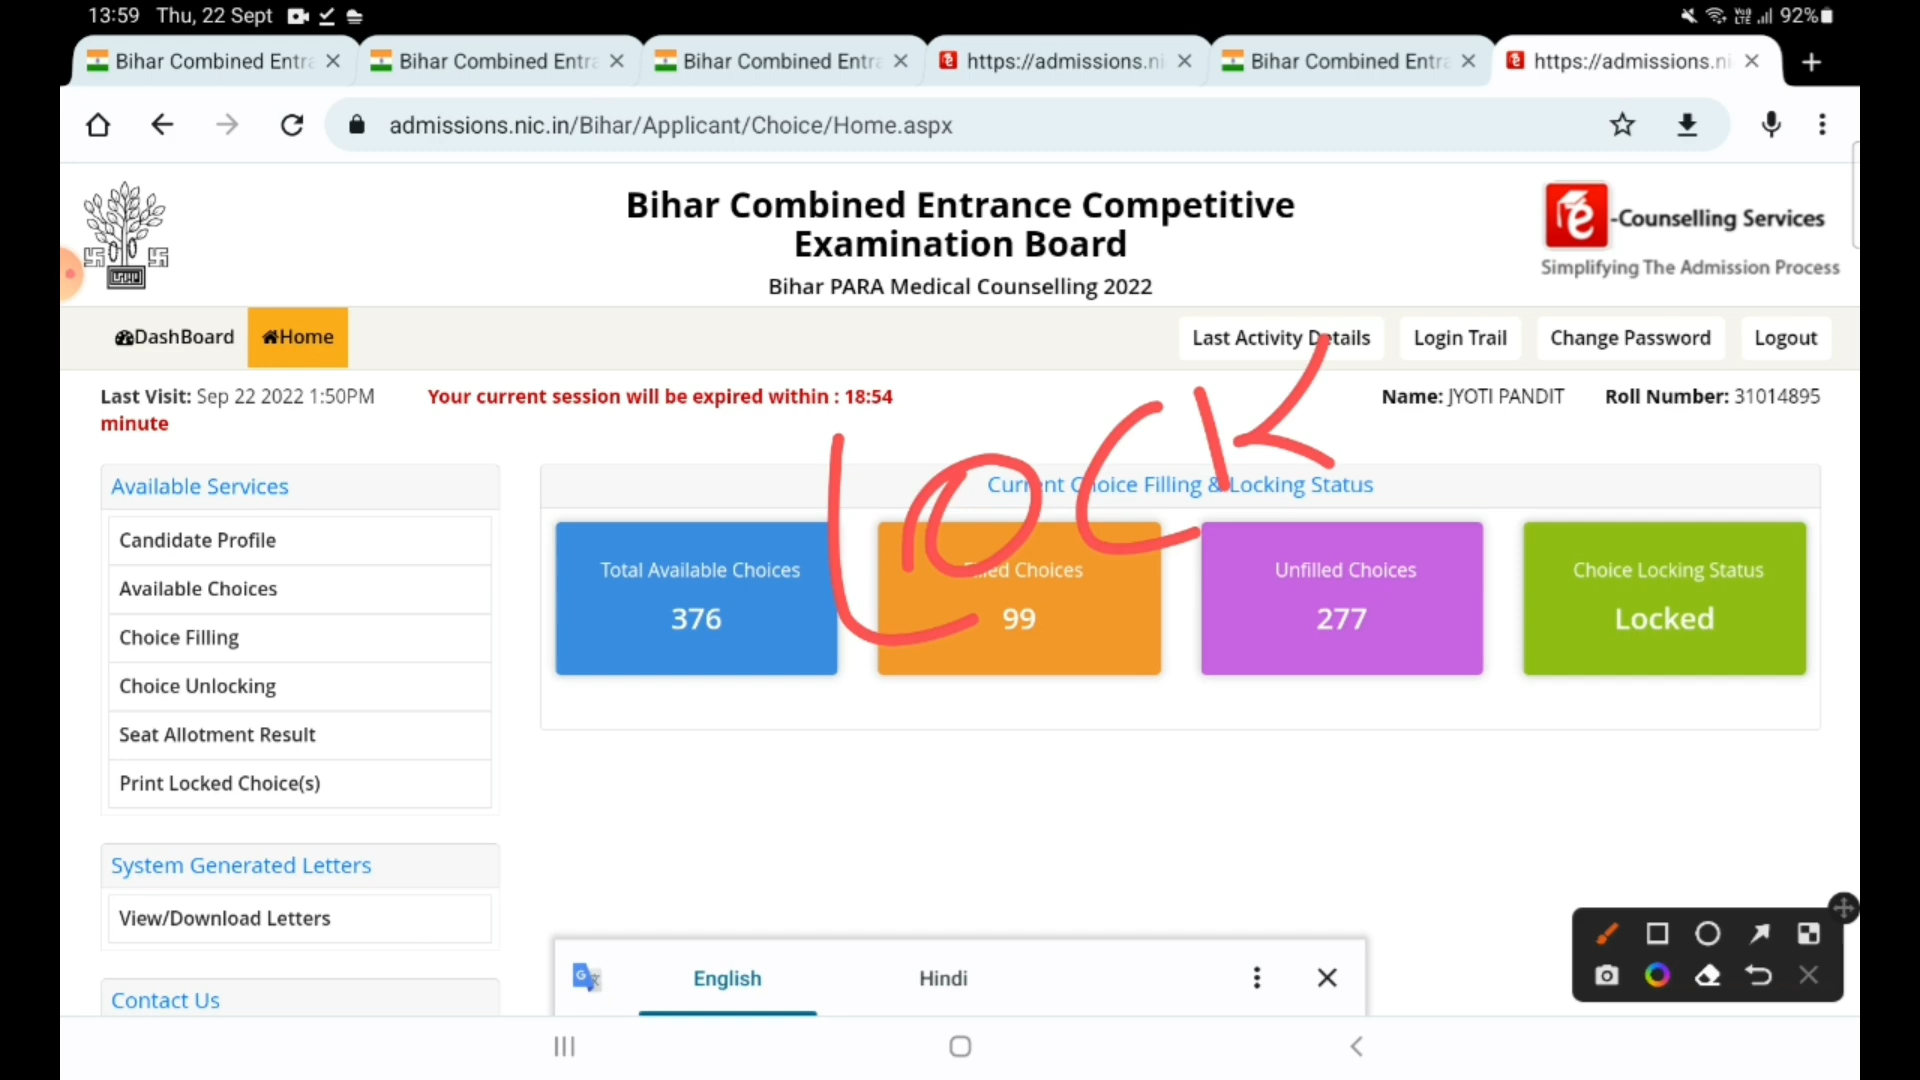 13:59 Thu, 22 Sept 92%
Bihar Combined Entra Bihar Combined Entra Bihar Combined Entra https://admissions.ni Bihar Combined Entra https://admissions.ni
admissions.nic.in/Bihar/Applicant/Choice/Home.aspx
Bihar Combined Entrance Competitive
Examination Board
Bihar PARA Medical Counselling 2022
e-Counselling Services
Simplifying The Admission Process
DashBoard Home Last Activity Details Login Trail Change Password Logout
Last Visit: Sep 22 2022 1:50PM Your current session will be expired within : 18:54 Name: JYOTI PANDIT Roll Number: 31014895
minute
LOCK
Available Services
Candidate Profile
Available Choices
Choice Filling
Choice Unlocking
Seat Allotment Result
Print Locked Choice(s)
Current Choice Filling & Locking Status
Total Available Choices Filled Choices Unfilled Choices Choice Locking Status
376 99 277 Locked
System Generated Letters
View/Download Letters
Contact Us
English Hindi